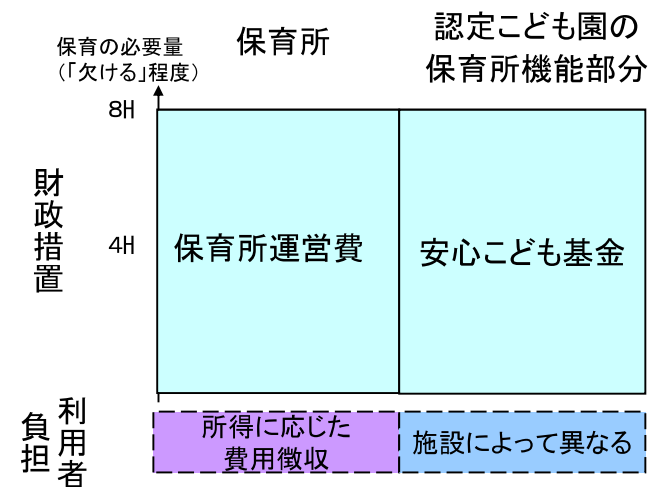 保育の必要量
（「欠ける」程度）
保育所
認定こども園の
保育所機能部分
8H
4H
財政措置
保育所運営費
安心こども基金
利用者
負担
所得に応じた
費用徴収
施設によって異なる